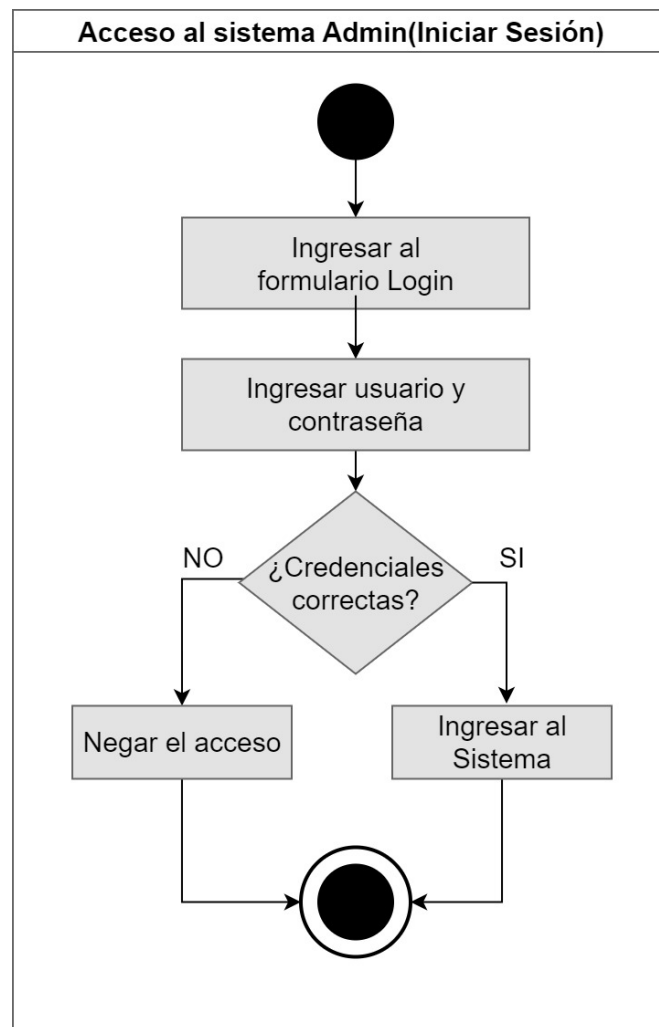 Acceso al sistema Admin(Iniciar Sesión)
Ingresar al
formulario Login
Ingresar usuario y
contraseña
NO
SI
¿Credenciales
correctas?
Negar el acceso
Ingresar al
Sistema